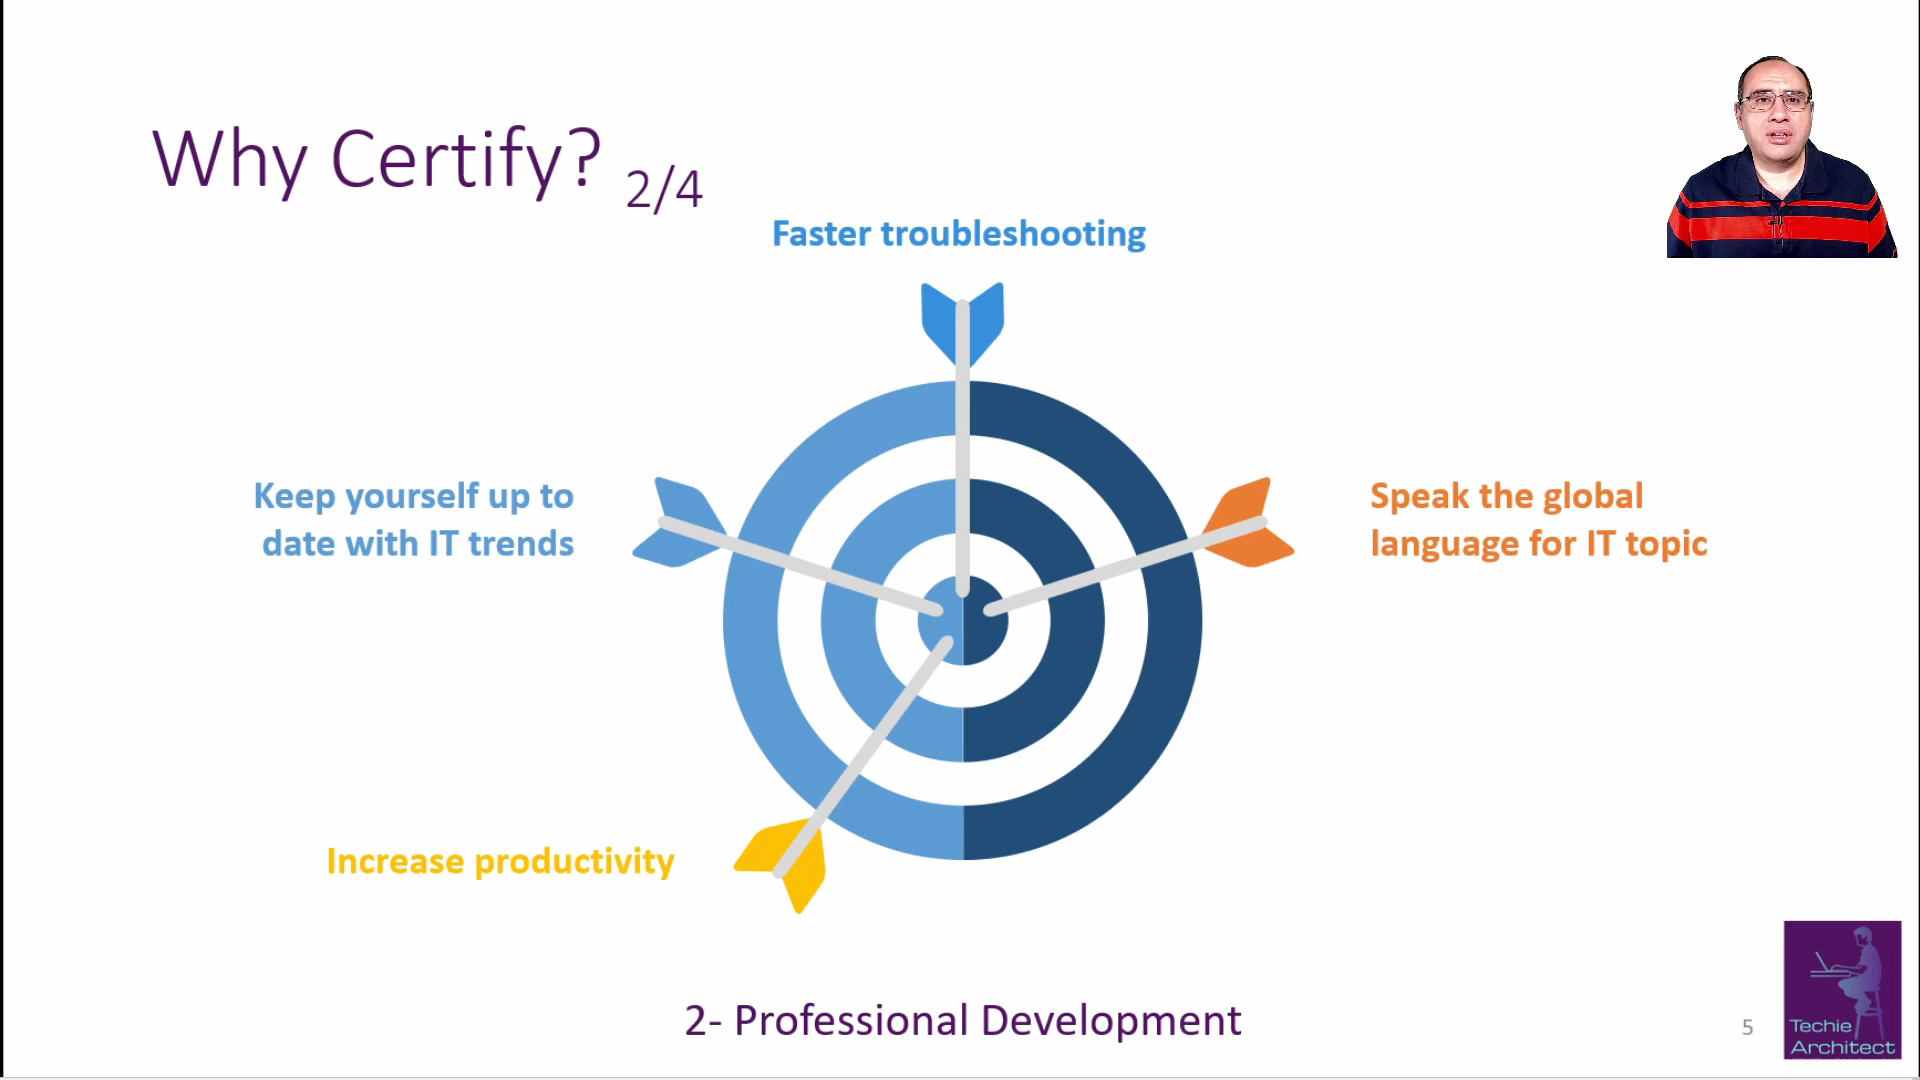 Why Certify? 2/4
Faster troubleshooting
Keep yourself up to
date with IT trends
Speak the global
language for IT topic
Increase productivity
2- Professional Development
5
Techie
Architect